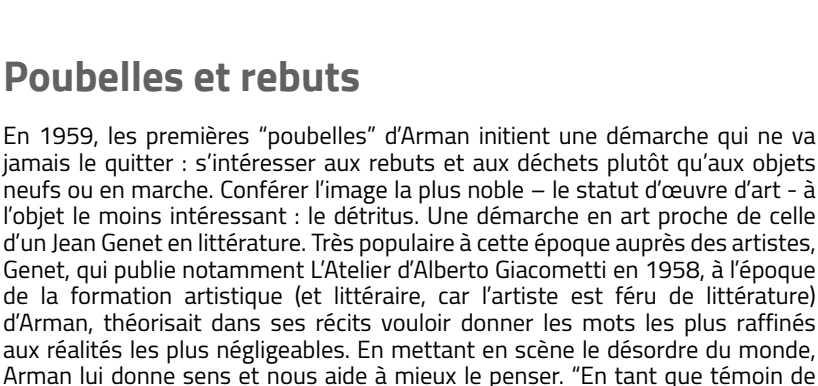 Poubelles et rebuts
En 1959, les premières “poubelles” d’Arman initient une démarche qui ne va
jamais le quitter : s’intéresser aux rebuts et aux déchets plutôt qu’aux objets
neufs ou en marche. Conférer l’image la plus noble – le statut d’œuvre d’art - à
l’objet le moins intéressant : le détritus. Une démarche en art proche de celle
d’un Jean Genet en littérature. Très populaire à cette époque auprès des artistes,
Genet, qui publie notamment L’Atelier d’Alberto Giacometti en 1958, à l’époque
de la formation artistique (et littéraire, car l’artiste est féru de littérature)
d’Arman, théorisait dans ses récits vouloir donner les mots les plus raffinés
aux réalités les plus négligeables. En mettant en scène le désordre du monde,
Arman lui donne sens et nous aide à mieux le penser. “En tant que témoin de